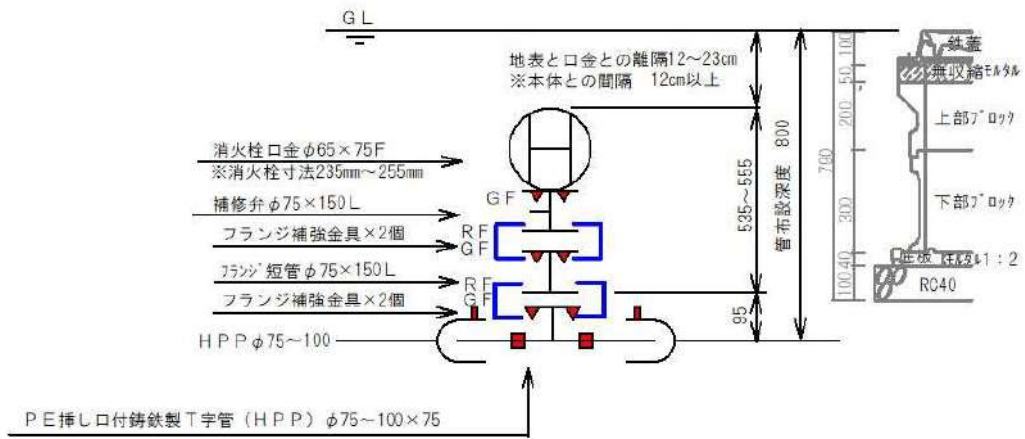 GL
地表と口金との離隔12～23cm
※本体との間隔 12cm以上
消火栓口金φ65×75F
※消火栓寸法235mm～255mm
補修弁φ75×150L
フランジ補強金具×2個
フランジ短管φ75×150L
フランジ補強金具×2個
HPPφ75～100
PE挿し口付鋳鉄製T字管(HPP)φ75～100×75
GF
RF
GF
RF
GF
535～555
95
管布設深度 800
790
100
50
200
300
40
100
鉄蓋
無収縮モルタル
上部ブロック
下部ブロック
底板
モルタル1:2
RC40